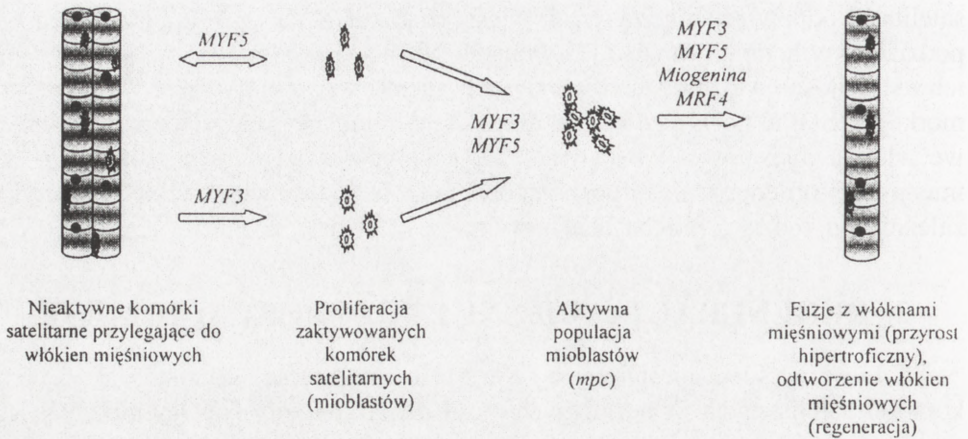 MYF5
MYF3
MYF5
MYF3
MYF3
MYF5
Miogenina
MRF4
Nieaktywne komórki
satelitarne przylegające do
włókien mięśniowych
Proliferacja
zaktywowanych
komórek
satelitarnych
(mioblastów)
Aktywna
populacja
mioblastów
(mpc)
Fuzje z włóknami
mięśniowymi (przyrost
hipertroficzny),
odtworzenie włókien
mięśniowych
(regeneracja)